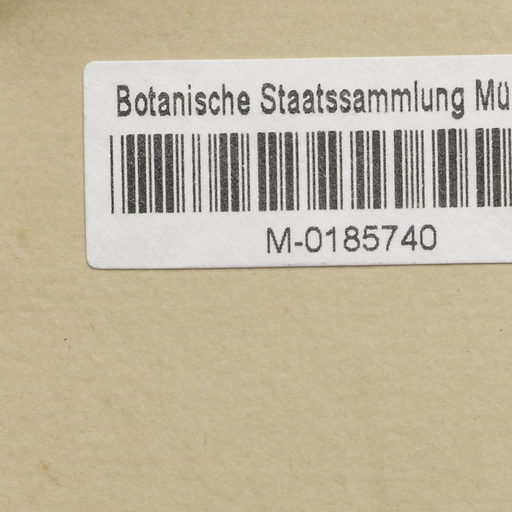 Botanische Staatssammlung Mü
M-0185740